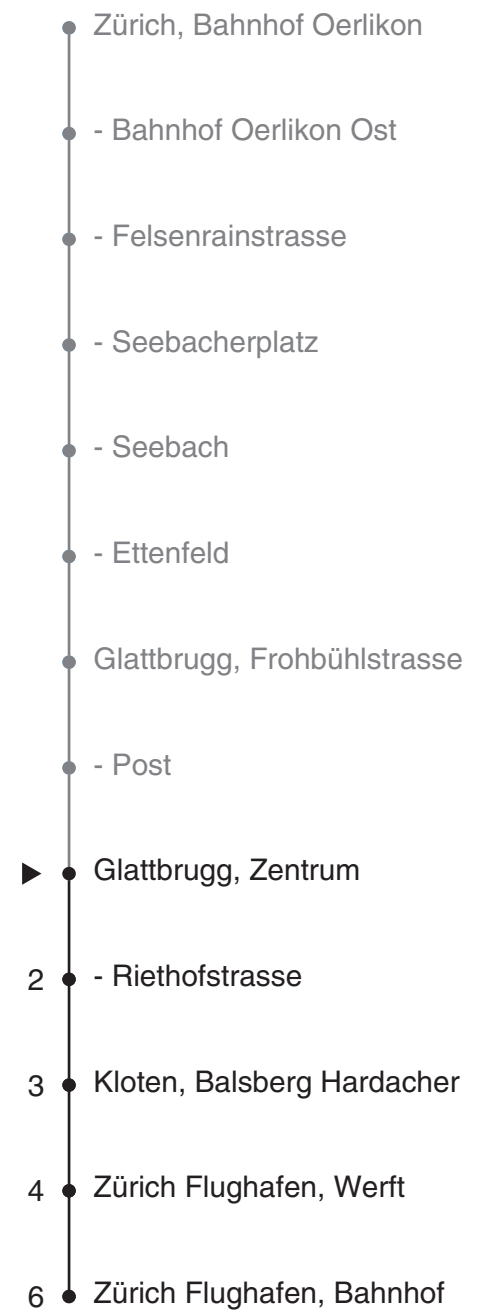 Zürich, Bahnhof Oerlikon
- Bahnhof Oerlikon Ost
- Felsenrainstrasse
- Seebacherplatz
- Seebach
- Ettenfeld
Glattbrugg, Frohbühlstrasse
- Post
Glattbrugg, Zentrum
2 - Riethofstrasse
3 Kloten, Balsberg Hardacher
4 Zürich Flughafen, Werft
6 Zürich Flughafen, Bahnhof